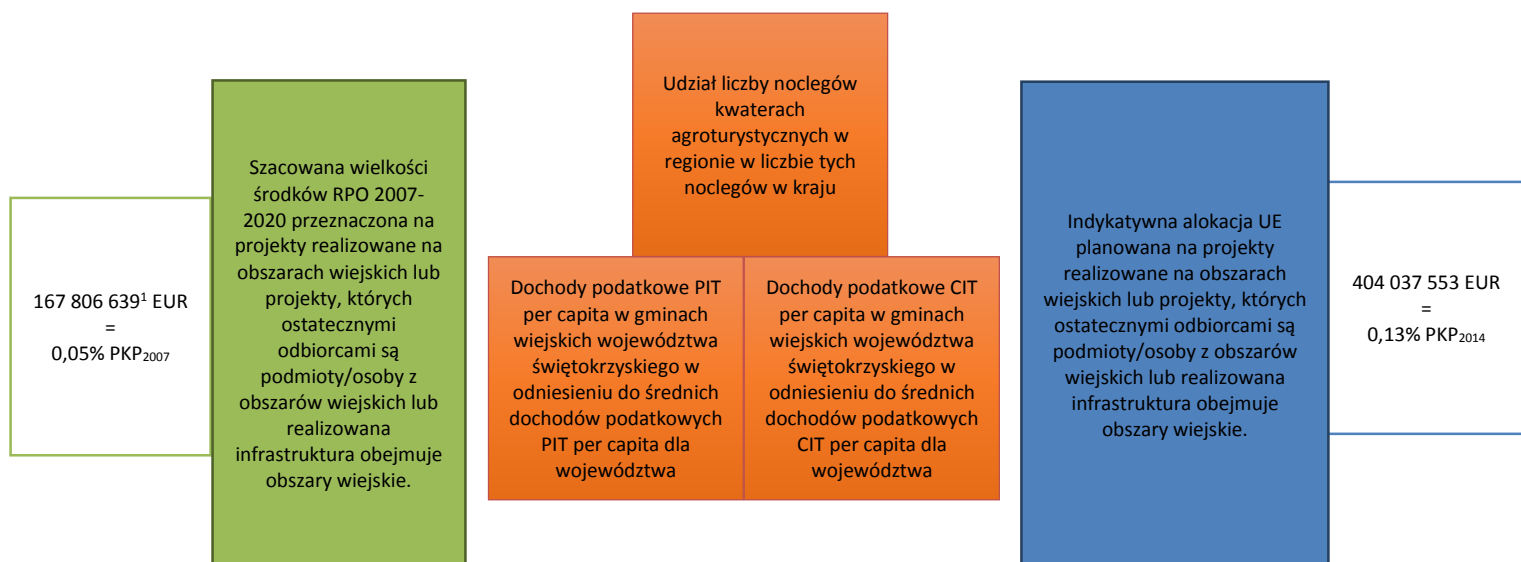 167 806 639¹ EUR
=
0,05% PKP₂₀₀₇
Szacowana wielkości
środków RPO 2007-
2020 przeznaczona na
projekty realizowane na
obszarach wiejskich lub
projekty, których
ostatecznymi
odbiorcami są
podmioty/osoby z
obszarów wiejskich lub
realizowana
infrastruktura obejmuje
obszary wiejskie.
Udział liczby noclegów
kwaterach
agroturystycznych w
regionie w liczbie tych
noclegów w kraju
Dochody podatkowe PIT
per capita w gminach
wiejskich województwa
świętokrzyskiego w
odniesieniu do średnich
dochodów podatkowych
PIT per capita dla
województwa
Dochody podatkowe CIT
per capita w gminach
wiejskich województwa
świętokrzyskiego w
odniesieniu do średnich
dochodów podatkowych
CIT per capita dla
województwa
Indykatywna alokacja UE
planowana na projekty
realizowane na obszarach
wiejskich lub projekty, których
ostatecznymi odbiorcami są
podmioty/osoby z obszarów
wiejskich lub realizowana
infrastruktura obejmuje
obszary wiejskie.
404 037 553 EUR
=
0,13% PKP₂₀₁₄